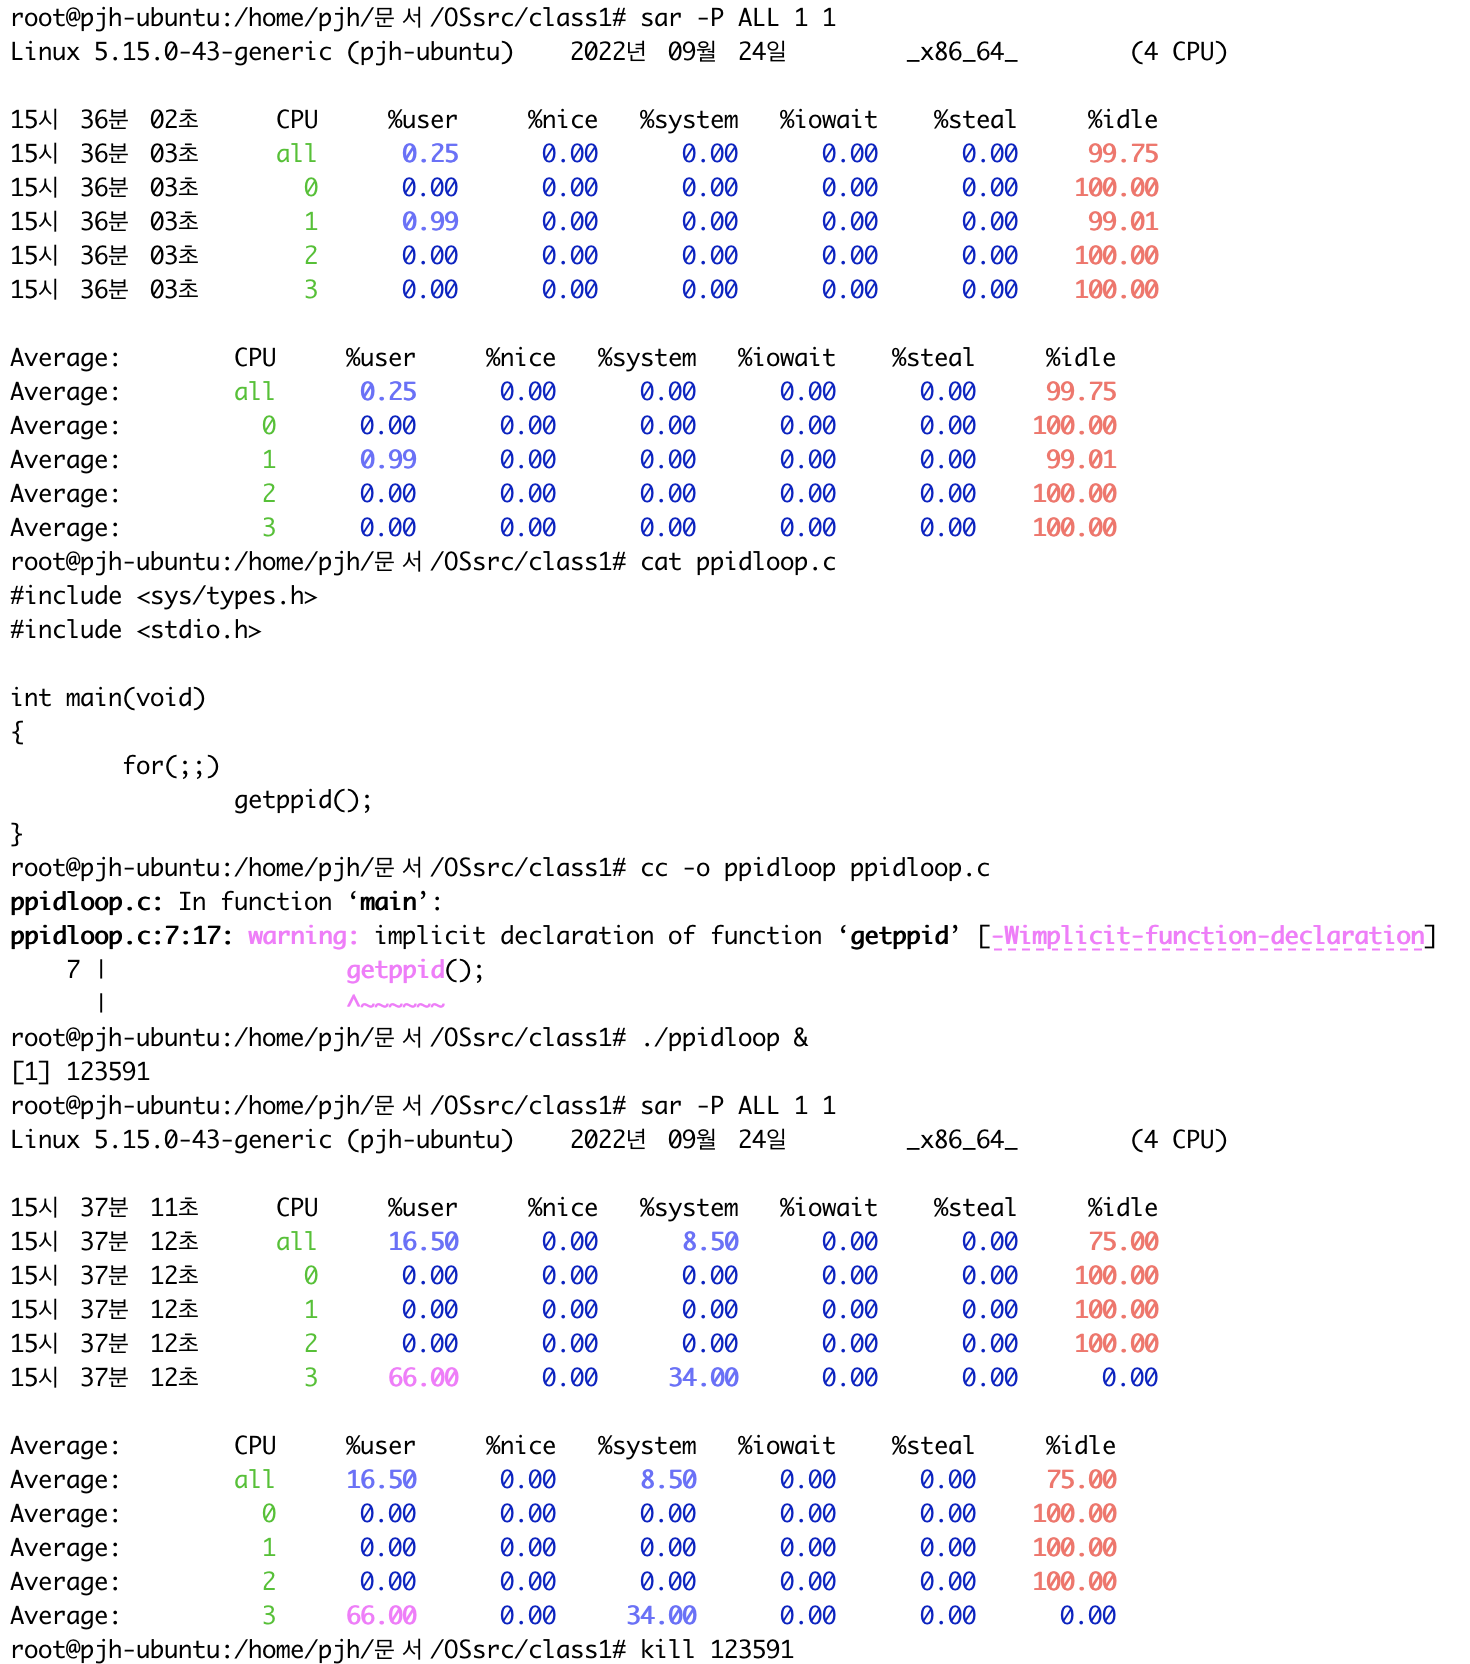 root@pjh-ubuntu:/home/pjh/문서/OSsrc/class1# sar -P ALL 1 1
Linux 5.15.0-43-generic (pjh-ubuntu)    2022년  09월  24일         _x86_64_        (4 CPU)

15시  36분  02초     CPU     %user     %nice   %system   %iowait    %steal     %idle
15시  36분  03초     all      0.25      0.00      0.00      0.00      0.00     99.75
15시  36분  03초       0      0.00      0.00      0.00      0.00      0.00    100.00
15시  36분  03초       1      0.99      0.00      0.00      0.00      0.00     99.01
15시  36분  03초       2      0.00      0.00      0.00      0.00      0.00    100.00
15시  36분  03초       3      0.00      0.00      0.00      0.00      0.00    100.00

Average:        CPU     %user     %nice   %system   %iowait    %steal     %idle
Average:        all      0.25      0.00      0.00      0.00      0.00     99.75
Average:          0      0.00      0.00      0.00      0.00      0.00    100.00
Average:          1      0.99      0.00      0.00      0.00      0.00     99.01
Average:          2      0.00      0.00      0.00      0.00      0.00    100.00
Average:          3      0.00      0.00      0.00      0.00      0.00    100.00
root@pjh-ubuntu:/home/pjh/문서/OSsrc/class1# cat ppidloop.c
#include <sys/types.h>
#include <stdio.h>

int main(void)
{
        for(;;)
                getppid();
}
root@pjh-ubuntu:/home/pjh/문서/OSsrc/class1# cc -o ppidloop ppidloop.c
ppidloop.c: In function ‘main’:
ppidloop.c:7:17: warning: implicit declaration of function ‘getppid’ [-Wimplicit-function-declaration]
    7 |                 getppid();
      |                 ^~~~~~~
root@pjh-ubuntu:/home/pjh/문서/OSsrc/class1# ./ppidloop &
[1] 123591
root@pjh-ubuntu:/home/pjh/문서/OSsrc/class1# sar -P ALL 1 1
Linux 5.15.0-43-generic (pjh-ubuntu)    2022년  09월  24일         _x86_64_        (4 CPU)

15시  37분  11초     CPU     %user     %nice   %system   %iowait    %steal     %idle
15시  37분  12초     all     16.50      0.00      8.50      0.00      0.00     75.00
15시  37분  12초       0      0.00      0.00      0.00      0.00      0.00    100.00
15시  37분  12초       1      0.00      0.00      0.00      0.00      0.00    100.00
15시  37분  12초       2      0.00      0.00      0.00      0.00      0.00    100.00
15시  37분  12초       3     66.00      0.00     34.00      0.00      0.00      0.00

Average:        CPU     %user     %nice   %system   %iowait    %steal     %idle
Average:        all     16.50      0.00      8.50      0.00      0.00     75.00
Average:          0      0.00      0.00      0.00      0.00      0.00    100.00
Average:          1      0.00      0.00      0.00      0.00      0.00    100.00
Average:          2      0.00      0.00      0.00      0.00      0.00    100.00
Average:          3     66.00      0.00     34.00      0.00      0.00      0.00
root@pjh-ubuntu:/home/pjh/문서/OSsrc/class1# kill 123591